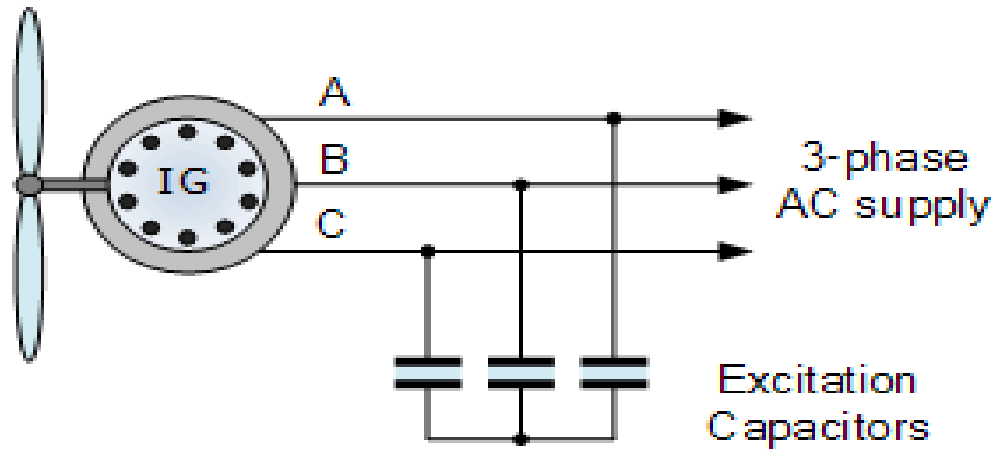 A
B
IG
C
3-phase
AC supply
Excitation
Capacitors